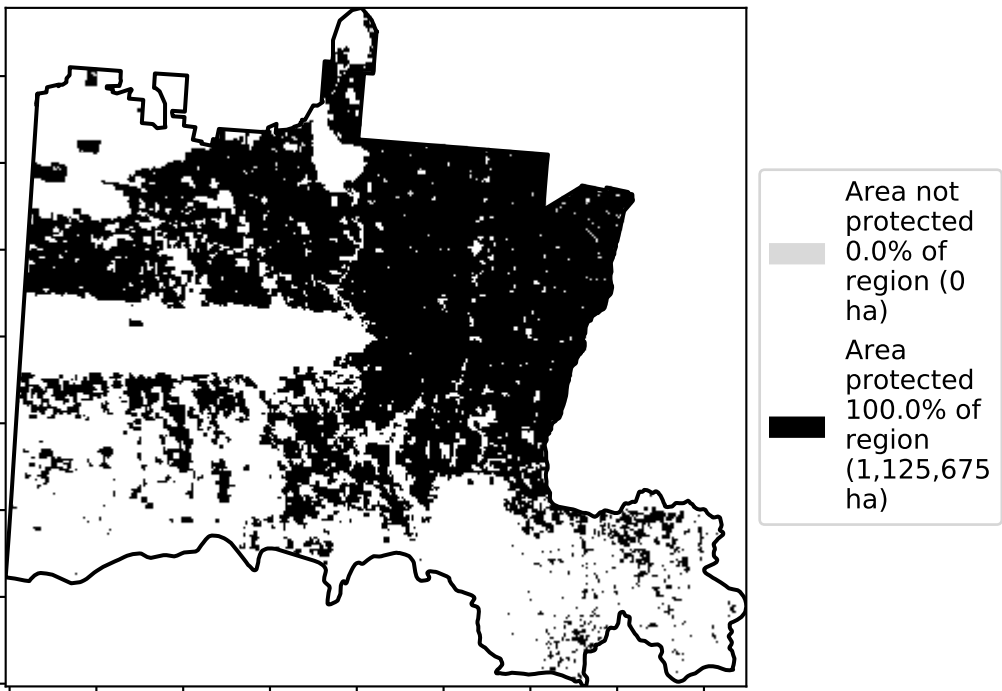 Area not
protected
0.0% of
region (0
ha)
Area
protected
100.0% of
region
(1,125,675
ha)